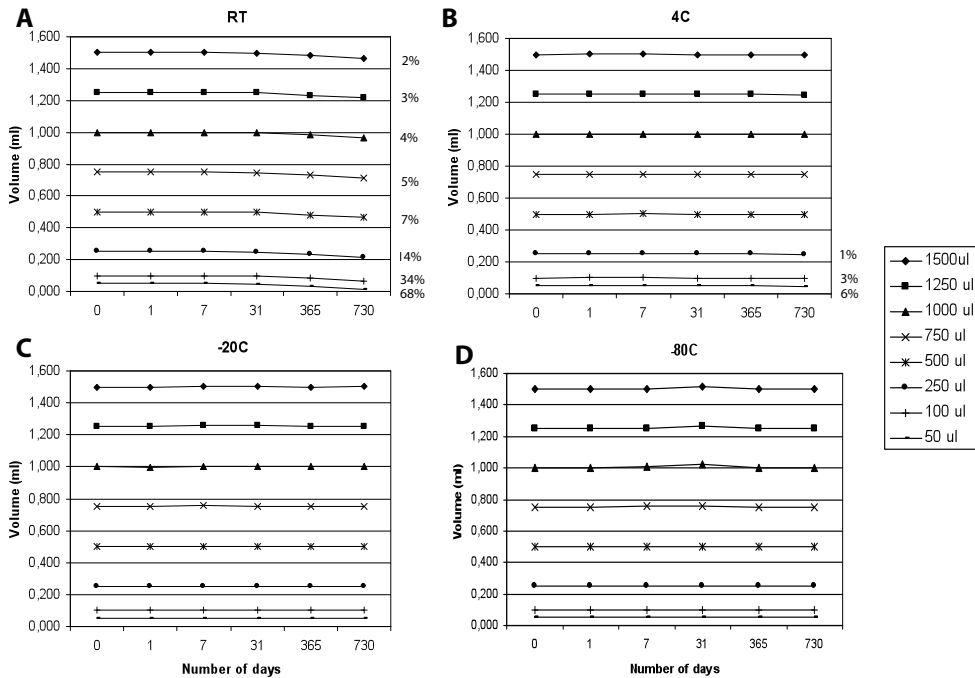 A
RT
1,600
1,400
1,200
1,000
0,800
0,600
0,400
0,200
0,000
Volume (ml)
2%
3%
4%
5%
7%
14%
34%
68%
0 1 7 31 365 730
B
4C
1,600
1,400
1,200
1,000
0,800
0,600
0,400
0,200
0,000
Volume (ml)
1%
3%
6%
0 1 7 31 365 730
1500ul
1250 ul
1000 ul
750 ul
500 ul
250 ul
100 ul
50 ul
C
-20C
1,600
1,400
1,200
1,000
0,800
0,600
0,400
0,200
0,000
Volume (ml)
0 1 7 31 365 730
Number of days
D
-80C
1,600
1,400
1,200
1,000
0,800
0,600
0,400
0,200
0,000
Volume (ml)
0 1 7 31 365 730
Number of days